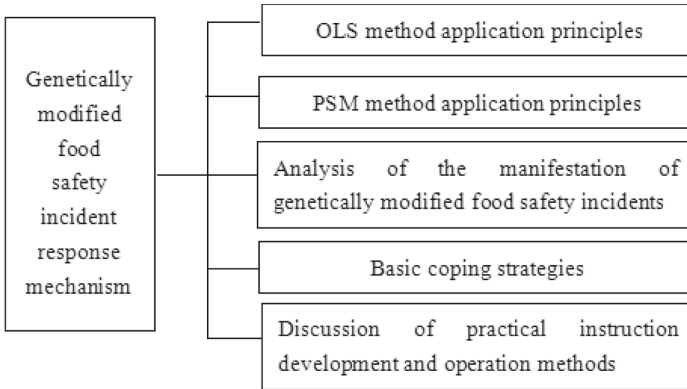 Genetically
modified
food
safety
incident
response
mechanism
OLS method application principles
PSM method application principles
Analysis of the manifestation of
genetically modified food safety incidents
Basic coping strategies
Discussion of practical instruction
development and operation methods